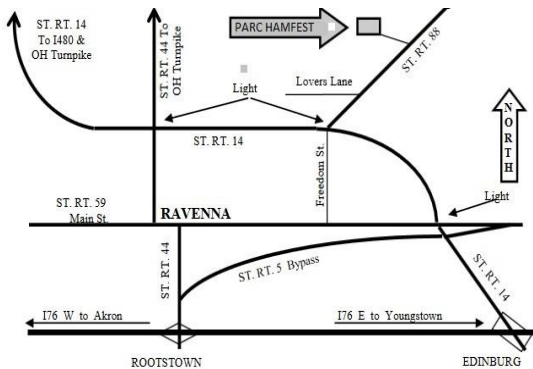 ST. RT. 14
To I480 &
OH Turnpike
ST. RT. 44 To
OH Turnpike
PARC HAMFEST
ST. RT. 88
Lovers Lane
Light
NORTH
ST. RT. 14
Freedom St.
ST. RT. 59
Main St.
RAVENNA
Light
ST. RT. 44
ST. RT. 5 Bypass
ST. RT. 14
I76 W to Akron
I76 E to Youngstown
ROOTSTOWN
EDINBURG